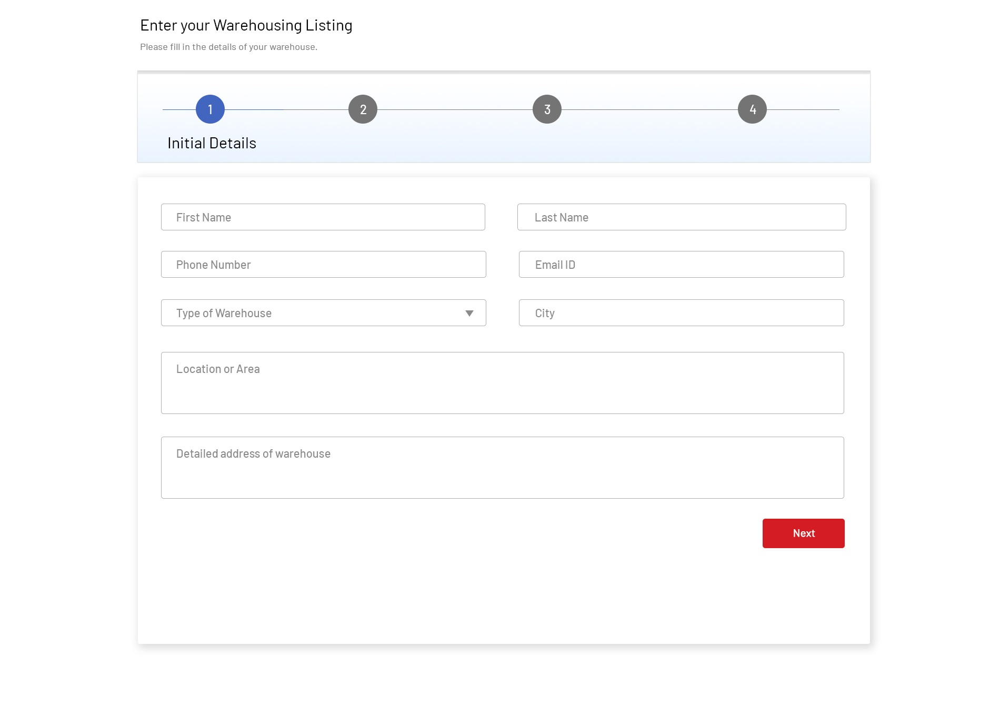 Enter your Warehousing Listing
Please fill in the details of your warehouse.
1 2 3 4
Initial Details
First Name Last Name
Phone Number Email ID
Type of Warehouse City
Location or Area
Detailed address of warehouse
Next